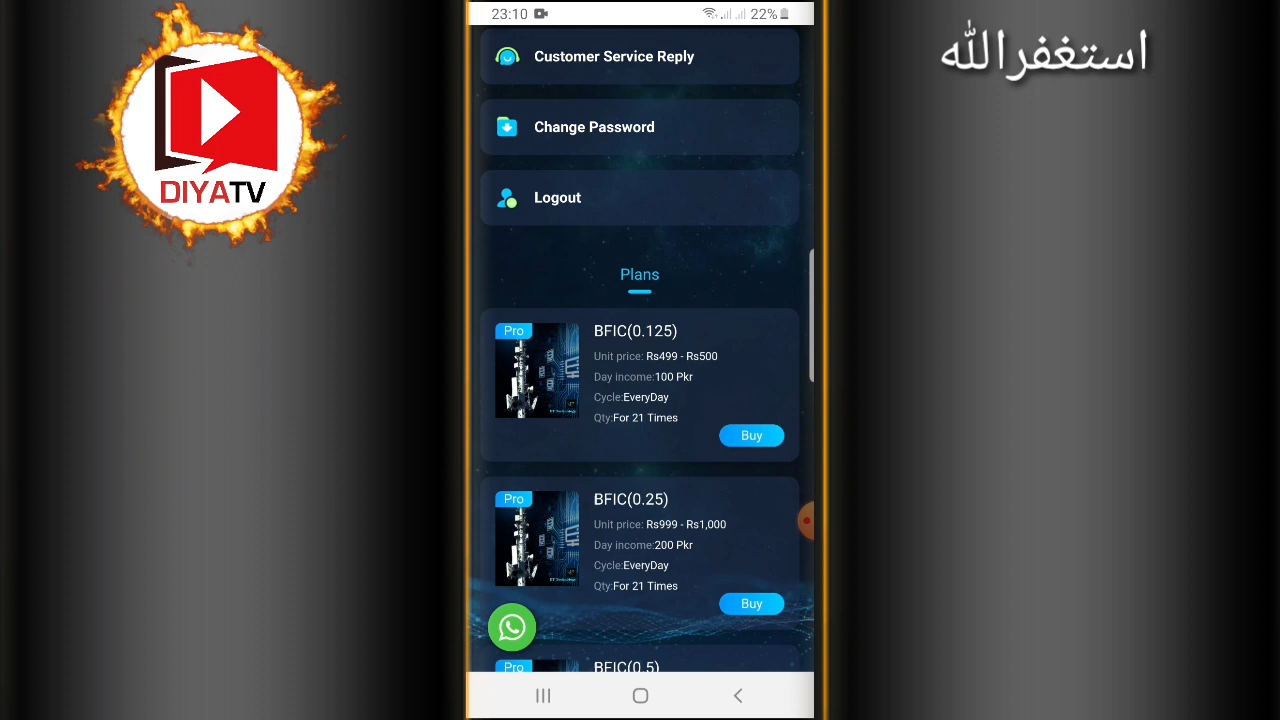 DIYATV
استغفرالله
23:10
22%
Customer Service Reply
Change Password
Logout
Plans
Pro
BFIC(0.125)
Unit price: Rs499 - Rs500
Day income:100 Pkr
Cycle:EveryDay
Qty:For 21 Times
Buy
Pro
BFIC(0.25)
Unit price: Rs999 - Rs1,000
Day income:200 Pkr
Cycle:EveryDay
Qty:For 21 Times
Buy
Pro
BFIC(0.5)